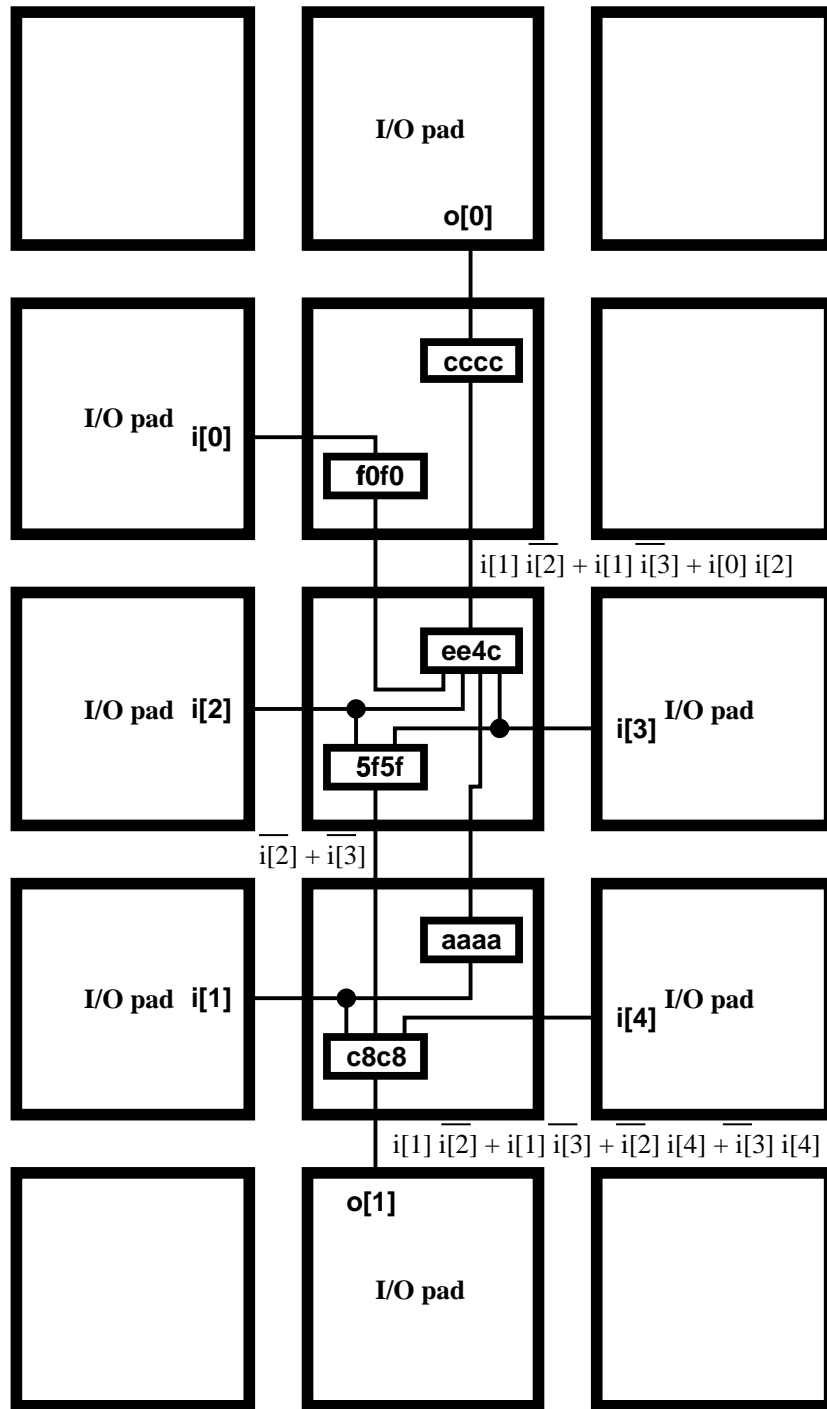 I/O pad
o[0]
cccc
I/O pad i[0]
f0f0
i[1] i̅[̅2̅]̅ + i[1] i̅[̅3̅]̅ + i[0] i[2]
ee4c
I/O pad i[2]
i[3] I/O pad
5f5f
i̅[̅2̅]̅ + i̅[̅3̅]̅
aaaa
I/O pad i[1]
i[4] I/O pad
c8c8
i[1] i̅[̅2̅]̅ + i[1] i̅[̅3̅]̅ + i̅[̅2̅]̅ i[4] + i̅[̅3̅]̅ i[4]
o[1]
I/O pad